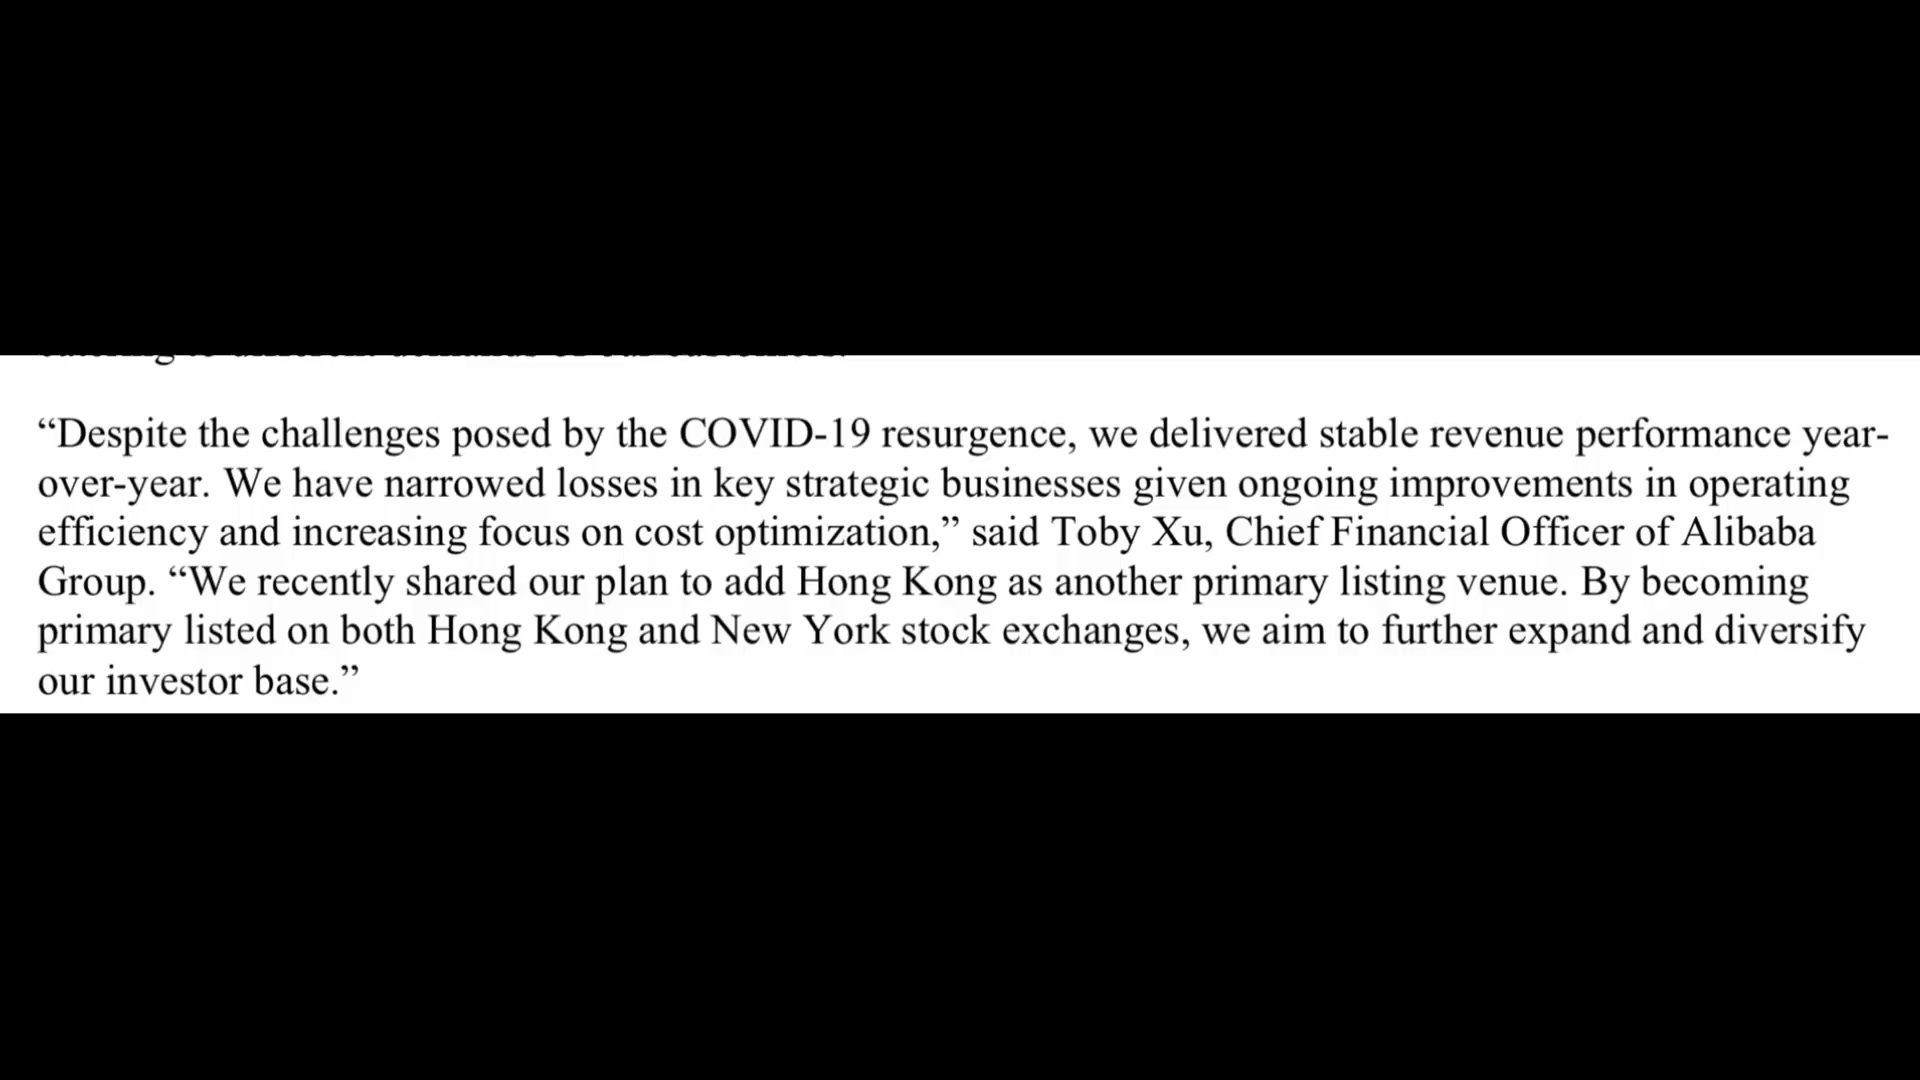 “Despite the challenges posed by the COVID-19 resurgence, we delivered stable revenue performance year-
over-year. We have narrowed losses in key strategic businesses given ongoing improvements in operating
efficiency and increasing focus on cost optimization,” said Toby Xu, Chief Financial Officer of Alibaba
Group. “We recently shared our plan to add Hong Kong as another primary listing venue. By becoming
primary listed on both Hong Kong and New York stock exchanges, we aim to further expand and diversify
our investor base.”